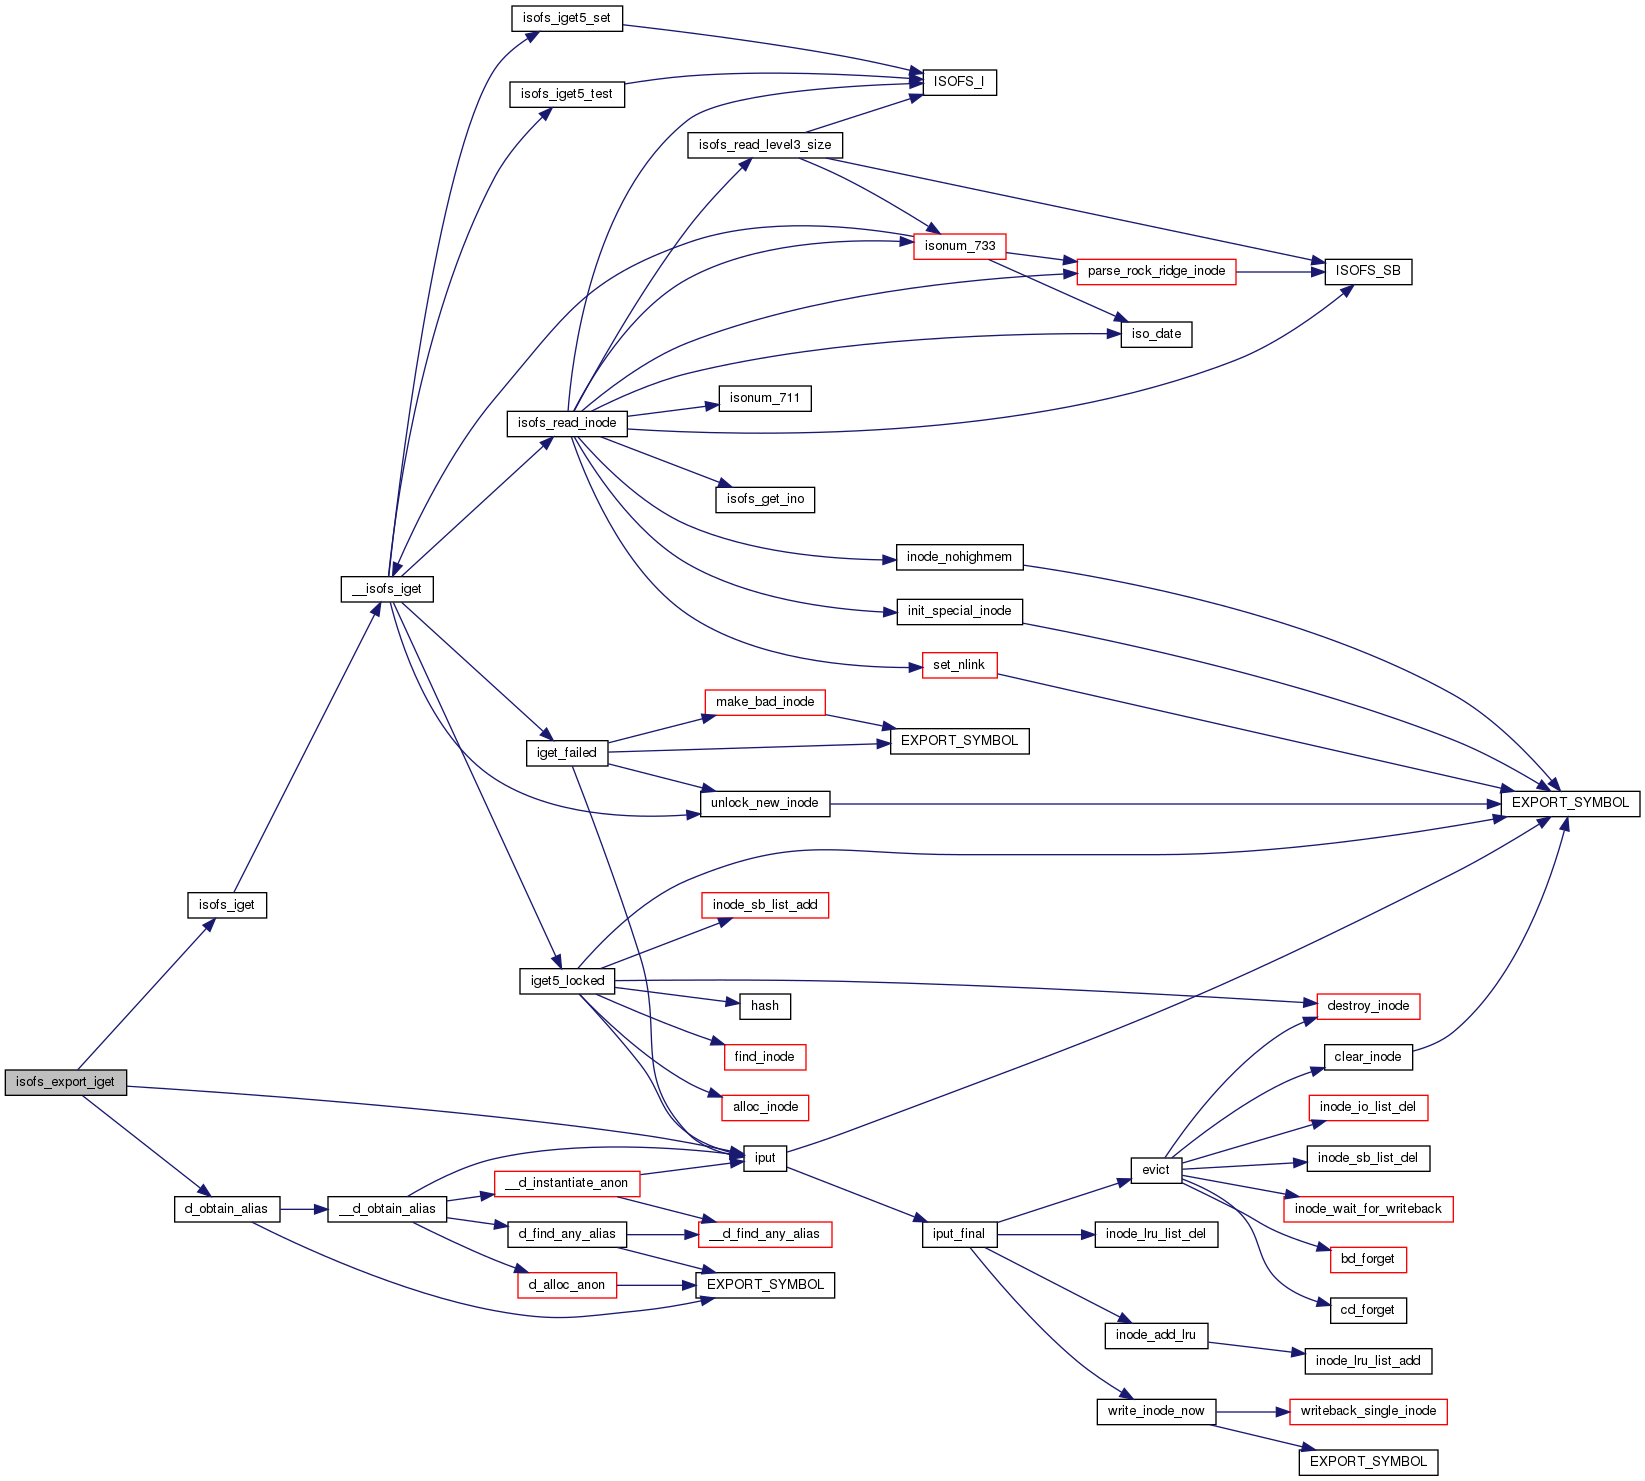 isofs_iget5_set
ISOFS_I
isofs_iget5_test
isofs_read_level3_size
isonum_733
parse_rock_ridge_inode
ISOFS_SB
iso_date
isonum_711
isofs_read_inode
isofs_get_ino
inode_nohighmem
__isofs_iget
init_special_inode
set_nlink
make_bad_inode
EXPORT_SYMBOL
iget_failed
unlock_new_inode
EXPORT_SYMBOL
isofs_iget
inode_sb_list_add
iget5_locked
hash
destroy_inode
find_inode
clear_inode
isofs_export_iget
alloc_inode
inode_io_list_del
iput
evict
inode_sb_list_del
__d_instantiate_anon
d_obtain_alias
__d_obtain_alias
inode_wait_for_writeback
d_find_any_alias
__d_find_any_alias
iput_final
inode_lru_list_del
bd_forget
d_alloc_anon
EXPORT_SYMBOL
cd_forget
inode_add_lru
inode_lru_list_add
write_inode_now
writeback_single_inode
EXPORT_SYMBOL